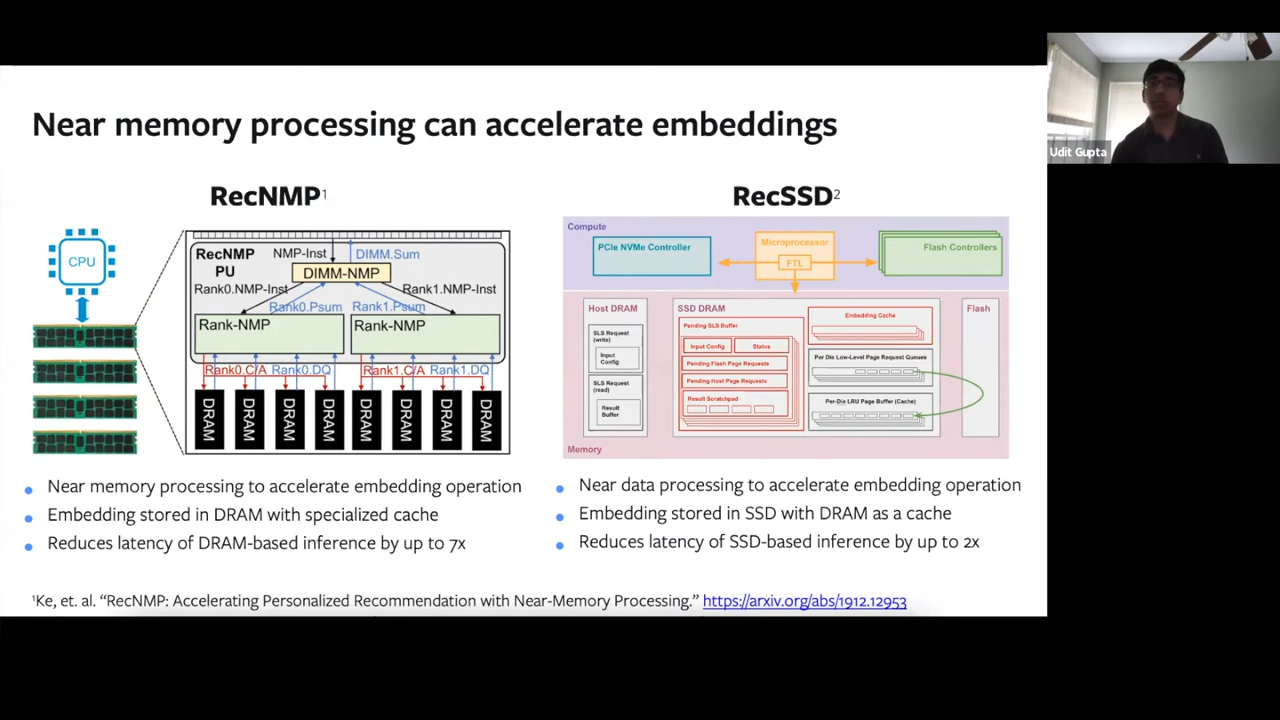 Near memory processing can accelerate embeddings
RecNMP¹
CPU
RecNMP
PU
NMP-Inst
DIMM.Sum
DIMM-NMP
Rank0.NMP-Inst
Rank1.NMP-Inst
Rank0.Psum
Rank1.Psum
Rank-NMP
Rank-NMP
Rank0.C/A
Rank0.DQ
Rank1.C/A
Rank1.DQ
DRAM
DRAM
DRAM
DRAM
DRAM
DRAM
DRAM
DRAM
Near memory processing to accelerate embedding operation
Embedding stored in DRAM with specialized cache
Reduces latency of DRAM-based inference by up to 7x
RecSSD²
Compute
PCIe NVMe Controller
Microprocessor
FTL
Flash Controllers
Host DRAM
SLS Request
(write)
Input
Config
SLS Request
(read)
Result
Buffer
SSD DRAM
Pending SLS Buffer
Input Config
Status
Pending Flash Page Requests
Pending Host Page Requests
Result Scratchpad
Embedding Cache
Per Die Low-Level Page Request Queues
Per-Die LRU Page Buffer (Cache)
Flash
Memory
Near data processing to accelerate embedding operation
Embedding stored in SSD with DRAM as a cache
Reduces latency of SSD-based inference by up to 2x
¹Ke, et. al. “RecNMP: Accelerating Personalized Recommendation with Near-Memory Processing.” https://arxiv.org/abs/1912.12953
Udit Gupta